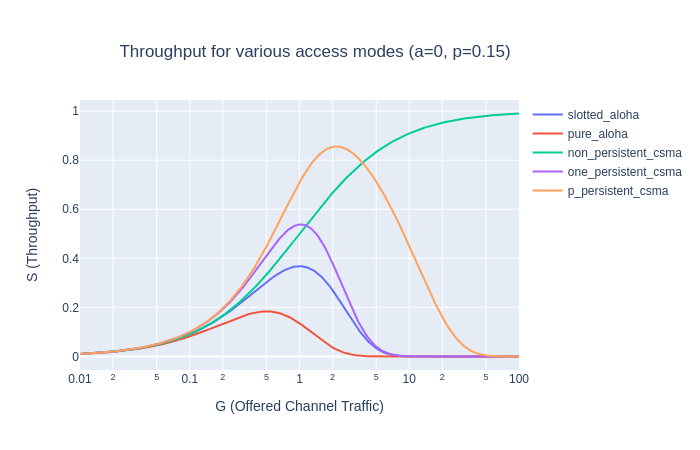 Throughput for various access modes (a=0, p=0.15)
1
0.8
0.6
0.4
0.2
0
S (Throughput)
0.01 2 5 0.1 2 5 1 2 5 10 2 5 100
G (Offered Channel Traffic)
slotted_aloha
pure_aloha
non_persistent_csma
one_persistent_csma
p_persistent_csma